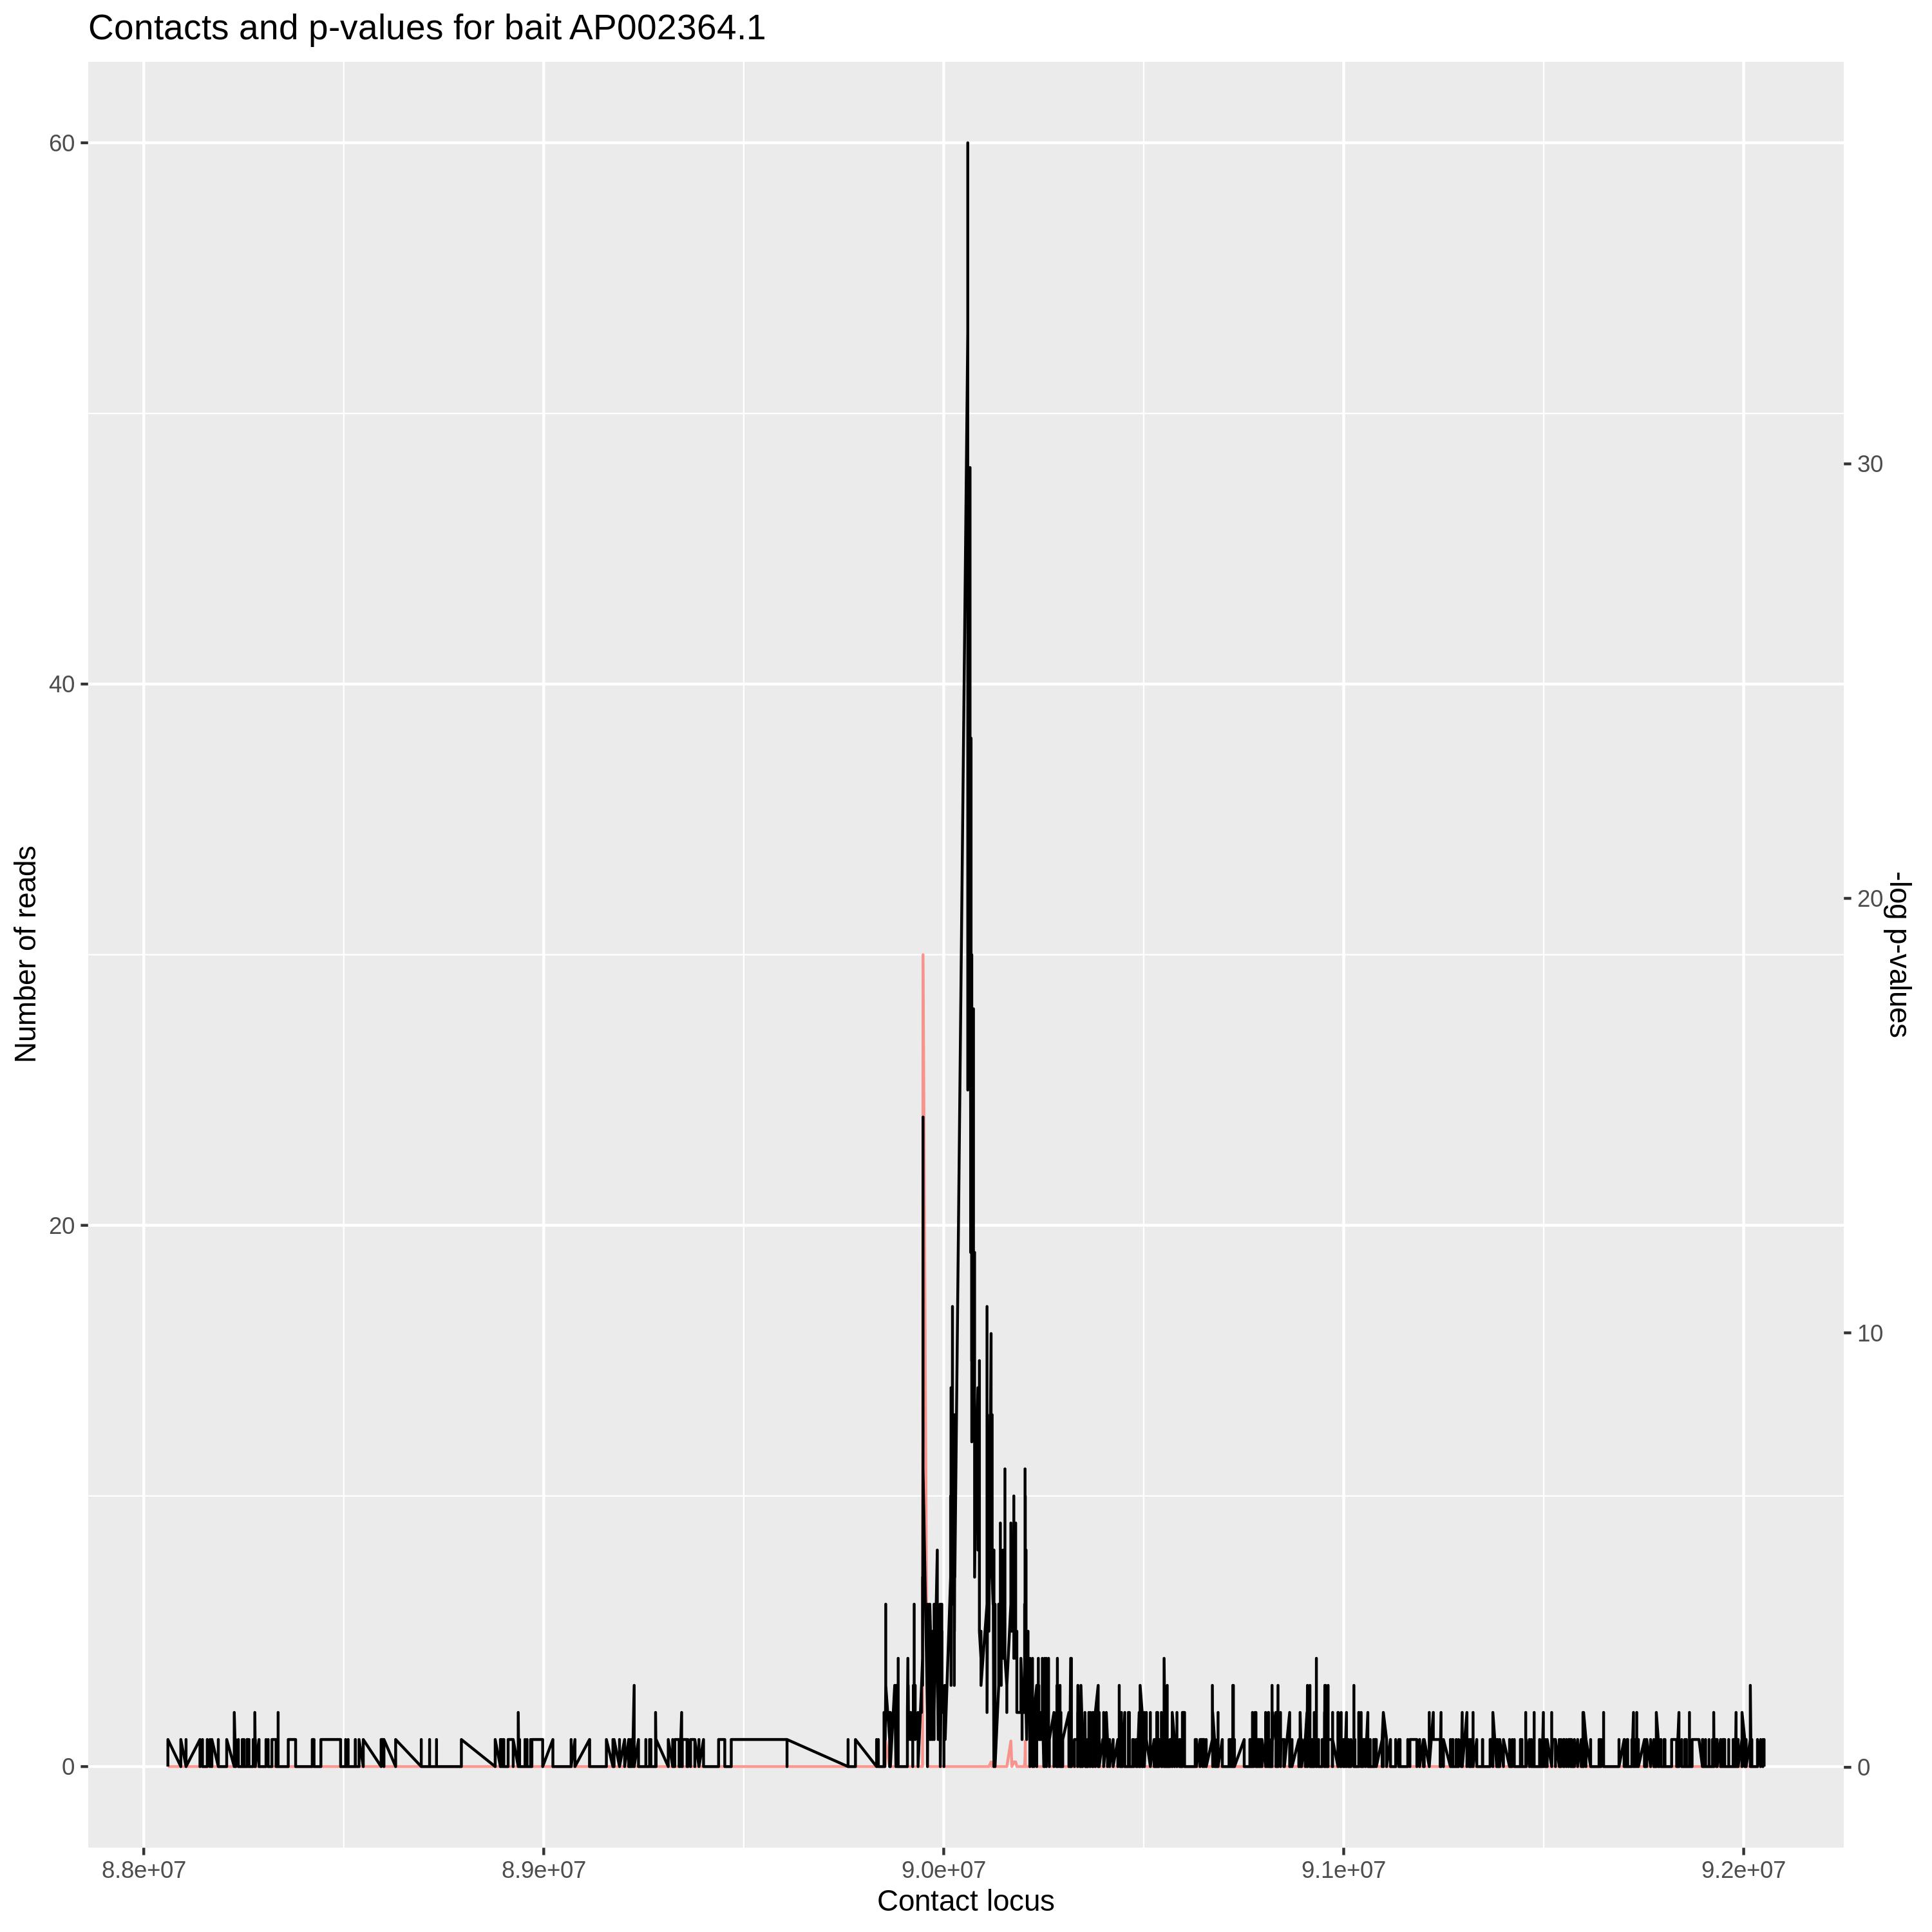 Contacts and p-values for bait AP002364.1
60
40
20
0
30
20
10
0
Number of reads
-log p-values
8.8e+07 8.9e+07 9.0e+07 9.1e+07 9.2e+07
Contact locus